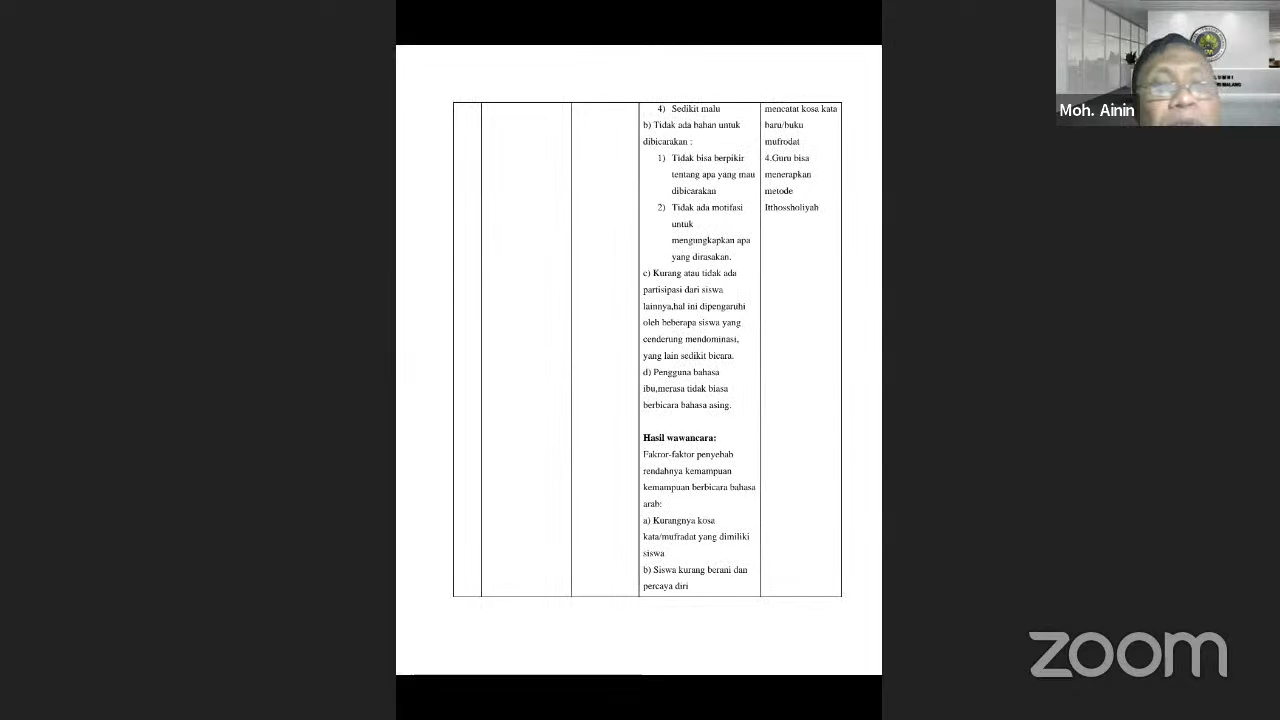 4) Sedikit malu
b) Tidak ada bahan untuk
dibicarakan :
1) Tidak bisa berpikir
tentang apa yang mau
dibicarakan
2) Tidak ada motifasi
untuk
mengungkapkan apa
yang dirasakan.
c) Kurang atau tidak ada
partisipasi dari siswa
lainnya,hal ini dipengaruhi
oleh beberapa siswa yang
cenderung mendominasi,
yang lain sedikit bicara.
d) Pengguna bahasa
ibu,merasa tidak biasa
berbicara bahasa asing.
Hasil wawancara:
Fakror-faktor penyebab
rendahnya kemampuan
kemampuan berbicara bahasa
arab:
a) Kurangnya kosa
kata/mufradat yang dimiliki
siswa
b) Siswa kurang berani dan
percaya diri
mencatat kosa kata
baru/buku
mufrodat
4.Guru bisa
menerapkan
metode
Itthossholiyah
Moh. Ainin
zoom